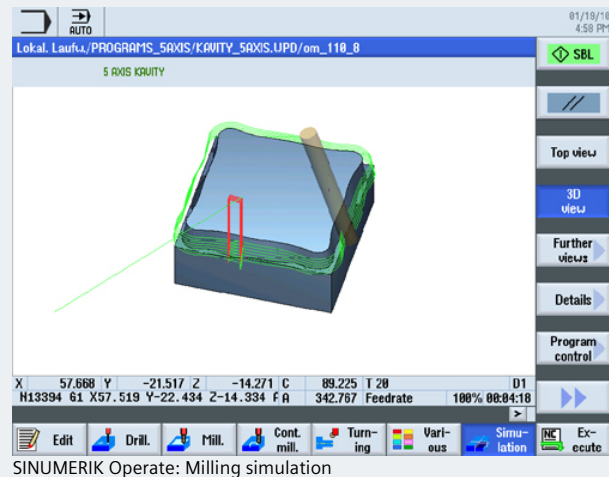 01/19/10
AUTO
4:58 PM
Lokal. Laufw./PROGRAMS_5AXIS/KAVITY_5AXIS.UPD/om_110_8
SBL
5 AXIS KAVITY
//
Top view
3D
view
Further
views
Details
Program
control
X 57.668 Y -21.517 Z -14.271 C 89.225 T 20 D1
N13394 G1 X57.519 Y-22.434 Z-14.334 F A 342.767 Feedrate 100% 00:04:18
>
Edit
Drill.
Mill.
Cont.
mill.
Turn-
ing
Vari-
ous
Simu-
lation
NC
Ex-
ecute
SINUMERIK Operate: Milling simulation